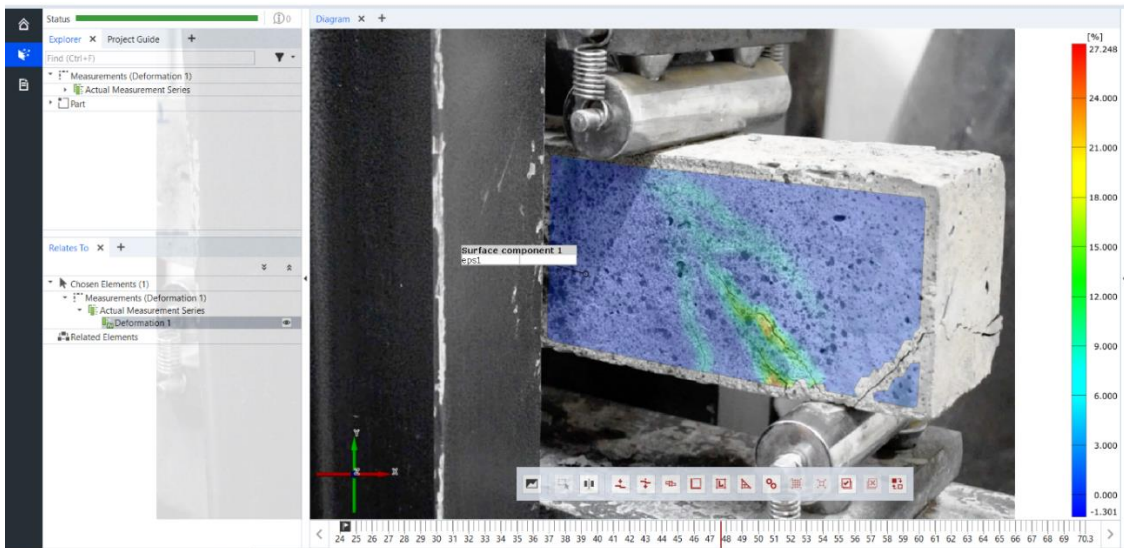 Status
0
Explorer
Project Guide
Find (Ctrl+F)
Measurements (Deformation 1)
Actual Measurement Series
Part
Relates To
Chosen Elements (1)
Measurements (Deformation 1)
Actual Measurement Series
Deformation 1
Related Elements
Diagram
Surface component 1
eps1
Y
Z X
[%]
27.248
24.000
21.000
18.000
15.000
12.000
9.000
6.000
3.000
0.000
-1.301
24 25 26 27 28 29 30 31 32 33 34 35 36 37 38 39 40 41 42 43 44 45 46 47 48 49 50 51 52 53 54 55 56 57 58 59 60 61 62 63 64 65 66 67 68 69 70.3